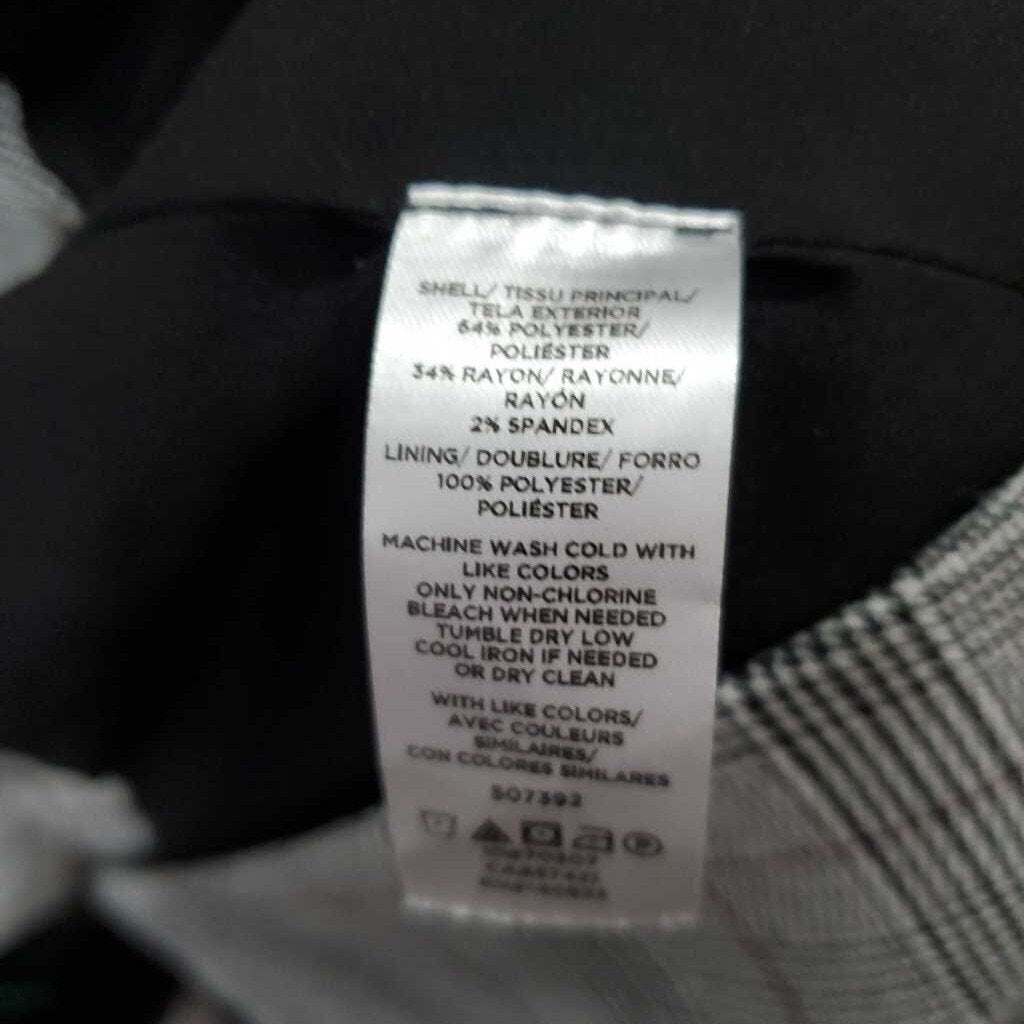 SHELL/ TISSU PRINCIPAL/
TELA EXTERIOR
64% POLYESTER/
POLIÉSTER
34% RAYON/ RAYONNE/
RAYÓN
2% SPANDEX
LINING/ DOUBLURE/ FORRO
100% POLYESTER/
POLIÉSTER
MACHINE WASH COLD WITH
LIKE COLORS
ONLY NON-CHLORINE
BLEACH WHEN NEEDED
TUMBLE DRY LOW
COOL IRON IF NEEDED
OR DRY CLEAN
WITH LIKE COLORS/
AVEC COULEURS
SIMILAIRES/
CON COLORES SIMILARES
507392